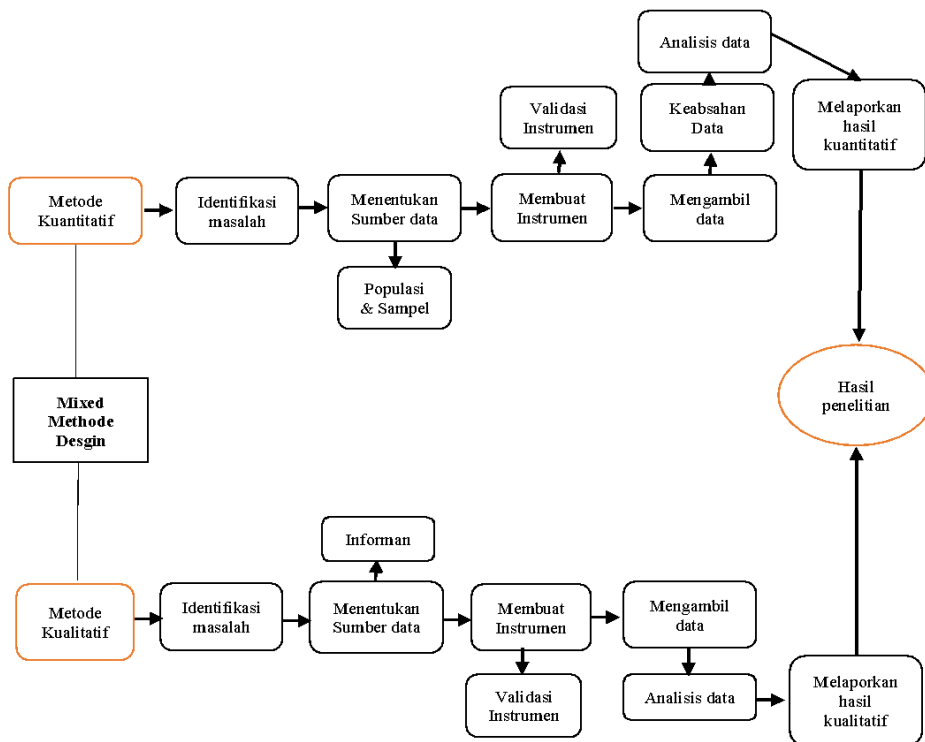 Analisis data
Melaporkan
hasil
kuantitatif
Validasi
Instrumen
Keabsahan
Data
Metode
Kuantitatif
Identifikasi
masalah
Menentukan
Sumber data
Membuat
Instrumen
Mengambil
data
Populasi
& Sampel
Mixed
Methode
Desgin
Hasil
penelitian
Informan
Metode
Kualitatif
Identifikasi
masalah
Menentukan
Sumber data
Membuat
Instrumen
Mengambil
data
Validasi
Instrumen
Analisis data
Melaporkan
hasil
kualitatif